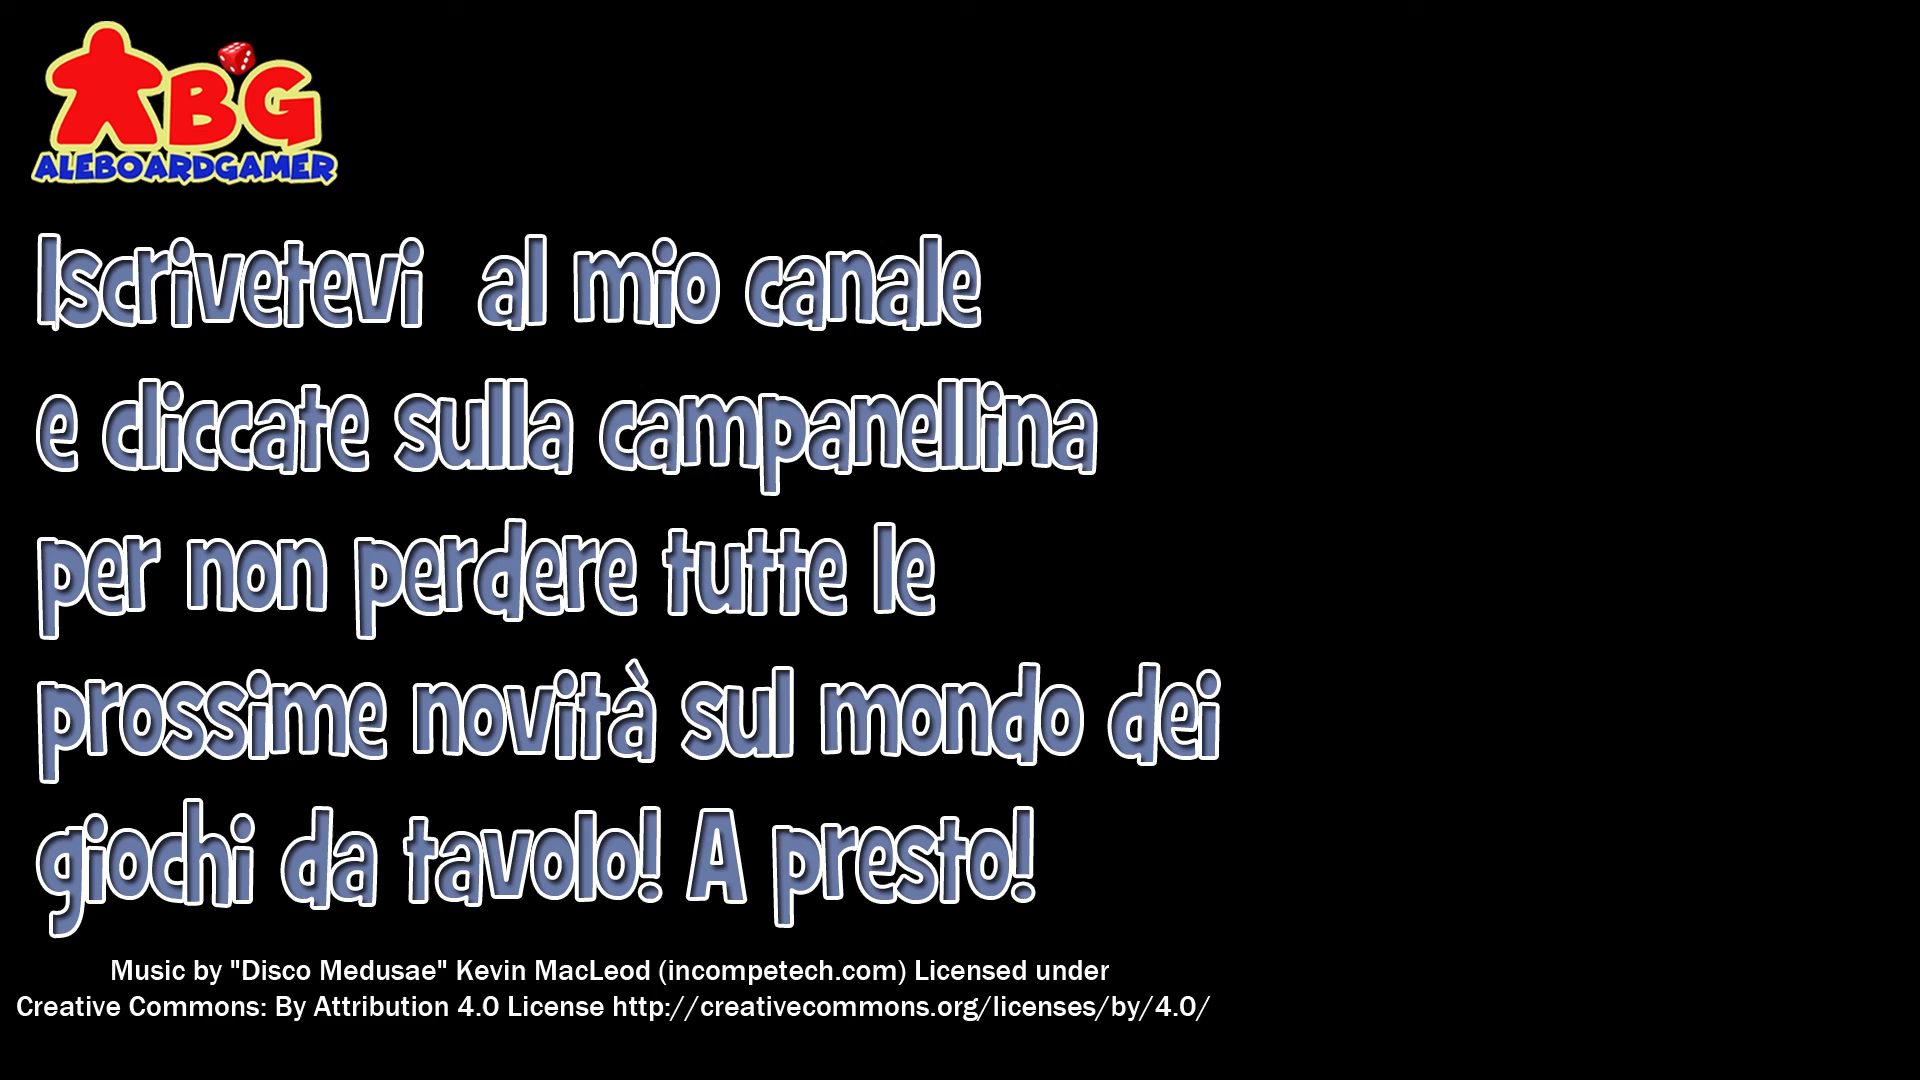 ABG
ALEBOARDGAMER
Iscrivetevi al mio canale
e cliccate sulla campanellina
per non perdere tutte le
prossime novità sul mondo dei
giochi da tavolo! A presto!
Music by "Disco Medusae" Kevin MacLeod (incompetech.com) Licensed under
Creative Commons: By Attribution 4.0 License http://creativecommons.org/licenses/by/4.0/